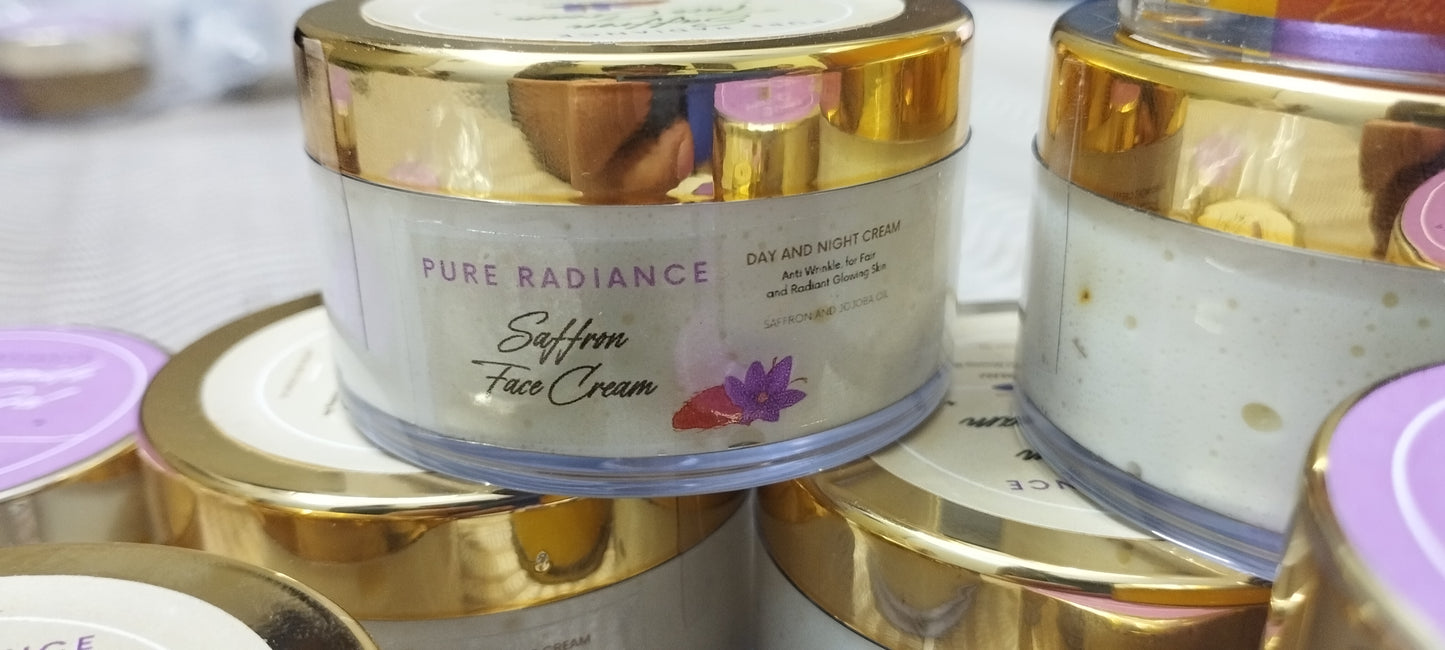 PURE RADIANCE
Saffron
Face Cream
DAY AND NIGHT CREAM
Anti Wrinkle, for Fair
and Radiant Glowing Skin
SAFFRON AND JOJOBA OIL
CREAM